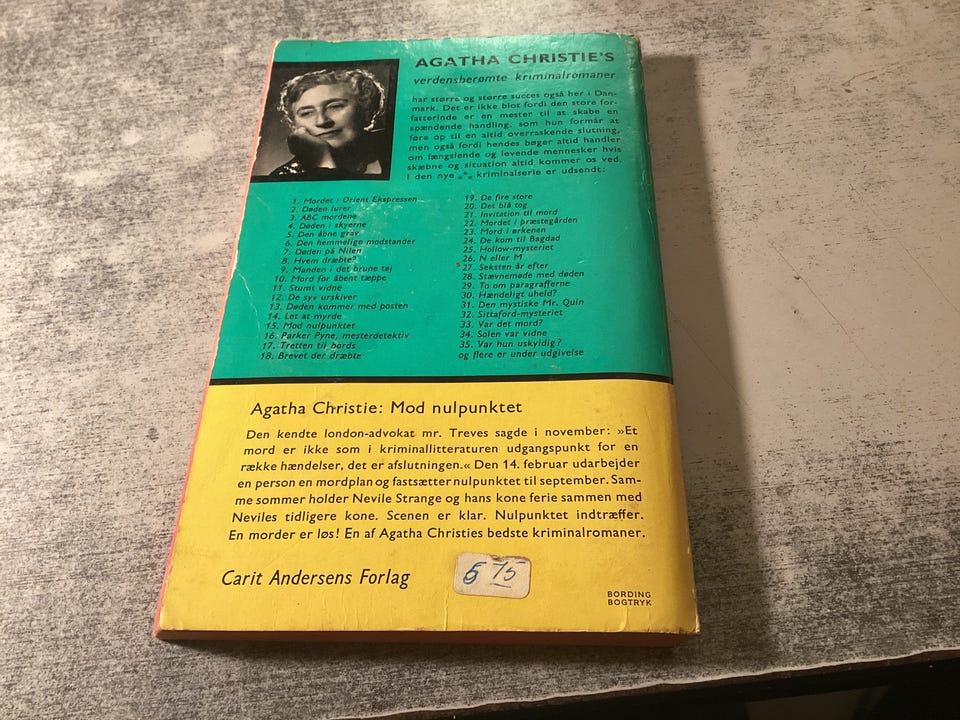 AGATHA CHRISTIE'S
verdensberømte kriminalromaner
har større og større succes også her i Dan-
mark. Det er ikke blot fordi den store for-
fatterinde er en mester til at skabe en
spændende handling, som hun formår at
føre op til en altid overraskende slutning,
men også fordi hendes bøger altid handler
om fængslende og levende mennesker hvis
skæbne og situation altid kommer os ved.
I den nye *** kriminalserie er udsendt:
1. Mordet i Orient Ekspressen
2. Døden lurer
3. ABC mordene
4. Døden i skyerne
5. Den åbne grav
6. Den hemmelige modstander
7. Døden på Nilen
8. Hvem dræbte?
9. Manden i det brune tøj
10. Mord for åbent tæppe
11. Stumt vidne
12. De syv urskiver
13. Døden kommer med posten
14. Let at myrde
15. Mod nulpunktet
16. Parker Pyne, mesterdetektiv
17. Tretten til bords
18. Brevet der dræbte
19. De fire store
20. Det blå tog
21. Invitation til mord
22. Mordet i præstegården
23. Mord i ørkenen
24. De kom til Bagdad
25. Hollow-mysteriet
26. N eller M
27. Seksten år efter
28. Stævnemøde med døden
29. To om paragrafferne
30. Hændeligt uheld?
31. Den mystiske Mr. Quin
32. Sittaford-mysteriet
33. Var det mord?
34. Solen var vidne
35. Var hun uskyldig?
og flere er under udgivelse
Agatha Christie: Mod nulpunktet
Den kendte london-advokat mr. Treves sagde i november: »Et
mord er ikke som i kriminallitteraturen udgangspunkt for en
række hændelser, det er afslutningen.« Den 14. februar udarbejder
en person en mordplan og fastsætter nulpunktet til september. Sam-
me sommer holder Nevile Strange og hans kone ferie sammen med
Neviles tidligere kone. Scenen er klar. Nulpunktet indtræffer.
En morder er løs! En af Agatha Christies bedste kriminalromaner.
Carit Andersens Forlag
5 75
BORDING
BOGTRYK